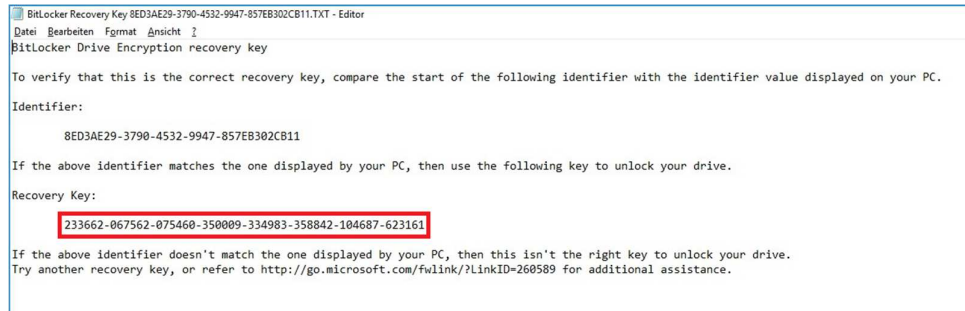 BitLocker Recovery Key 8ED3AE29-3790-4532-9947-857EB302CB11.TXT - Editor
Datei Bearbeiten Format Ansicht ?
BitLocker Drive Encryption recovery key
To verify that this is the correct recovery key, compare the start of the following identifier with the identifier value displayed on your PC.
Identifier:
8ED3AE29-3790-4532-9947-857EB302CB11
If the above identifier matches the one displayed by your PC, then use the following key to unlock your drive.
Recovery Key:
233662-067562-075460-350009-334983-358842-104687-623161
If the above identifier doesn't match the one displayed by your PC, then this isn't the right key to unlock your drive.
Try another recovery key, or refer to http://go.microsoft.com/fwlink/?LinkID=260589 for additional assistance.